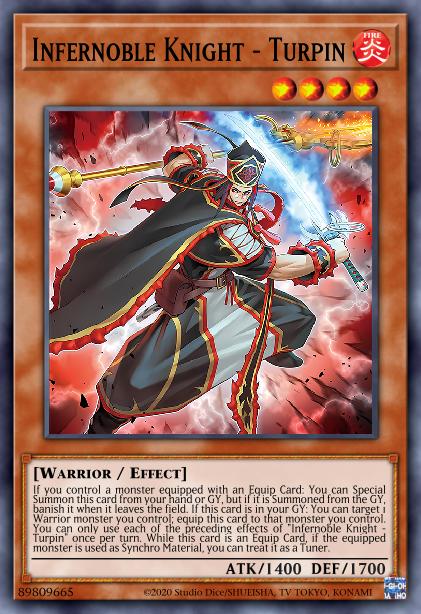 Infernoble Knight - Turpin
FIRE
炎
[Warrior / Effect]
If you control a monster equipped with an Equip Card: You can Special
Summon this card from your hand or GY, but if it is Summoned from the GY,
banish it when it leaves the field. If this card is in your GY: You can target 1
Warrior monster you control; equip this card to that monster you control.
You can only use each of the preceding effects of "Infernoble Knight -
Turpin" once per turn. While this card is an Equip Card, if the equipped
monster is used as Synchro Material, you can treat it as a Tuner.
ATK/1400 DEF/1700
89809665 ©2020 Studio Dice/SHUEISHA, TV TOKYO, KONAMI